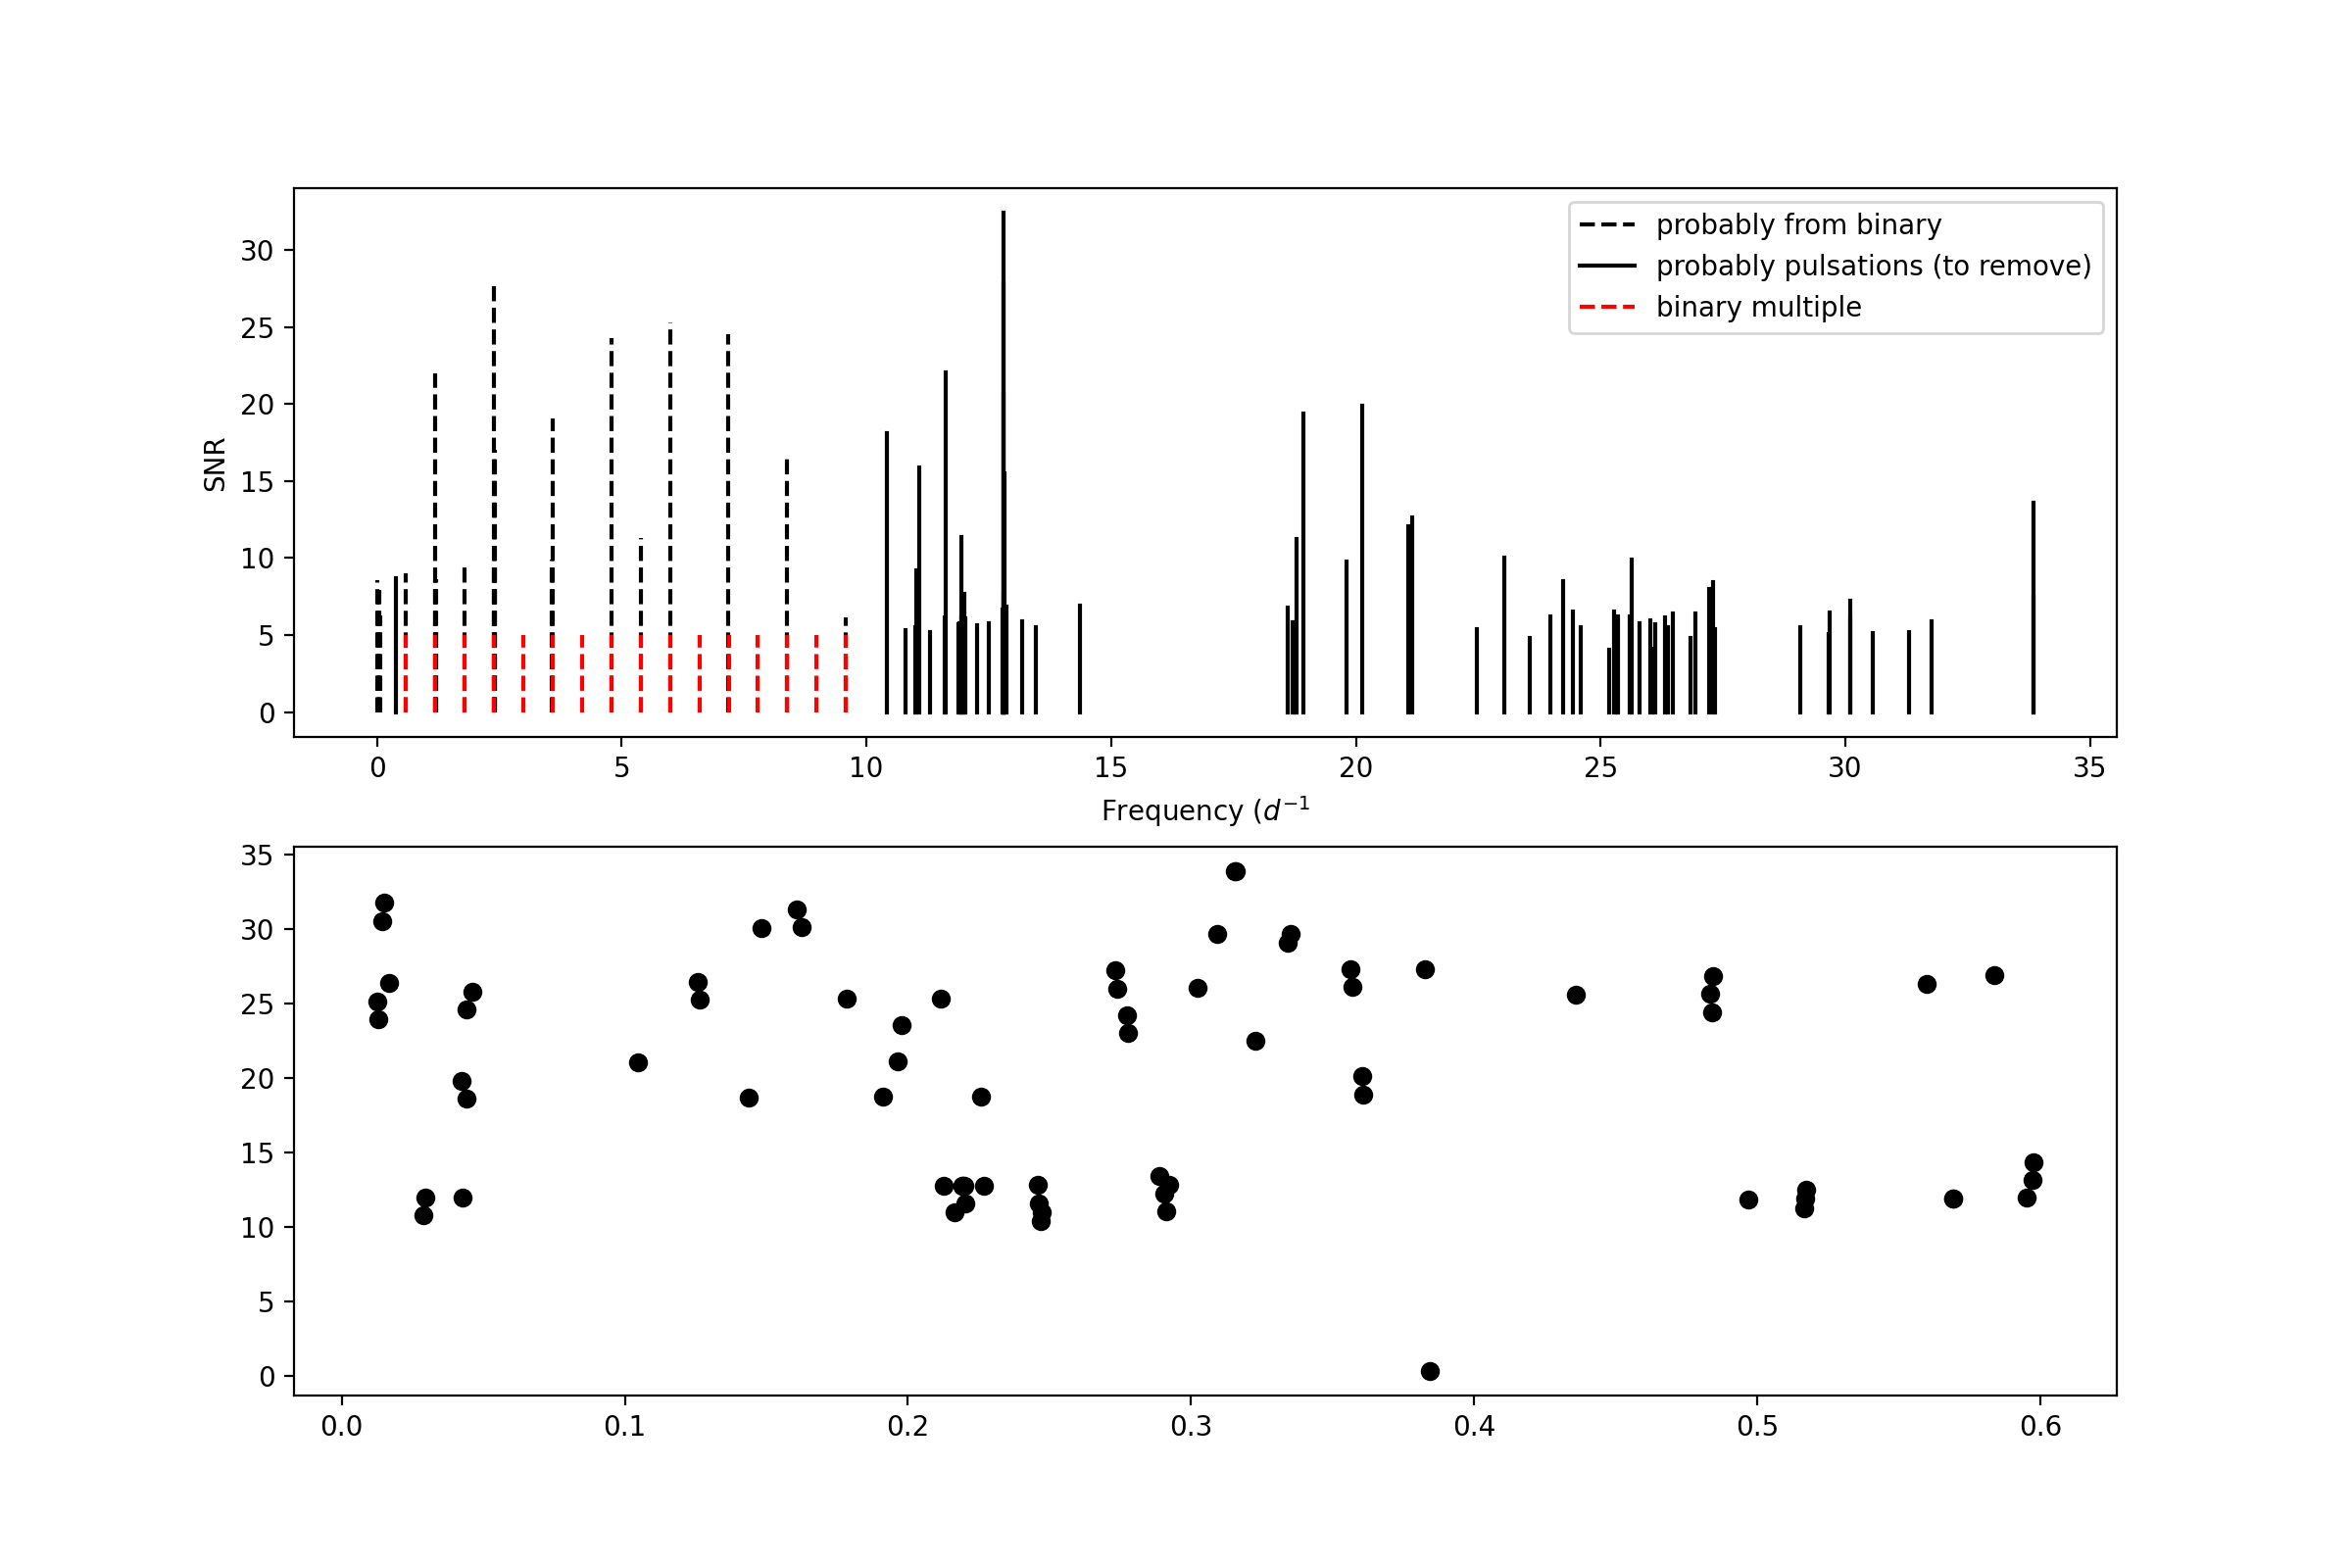 probably from binary
probably pulsations (to remove)
binary multiple
30
25
20
15
10
5
0
SNR
0 5 10 15 20 25 30 35
Frequency (d⁻¹
35
30
25
20
15
10
5
0
0.0 0.1 0.2 0.3 0.4 0.5 0.6